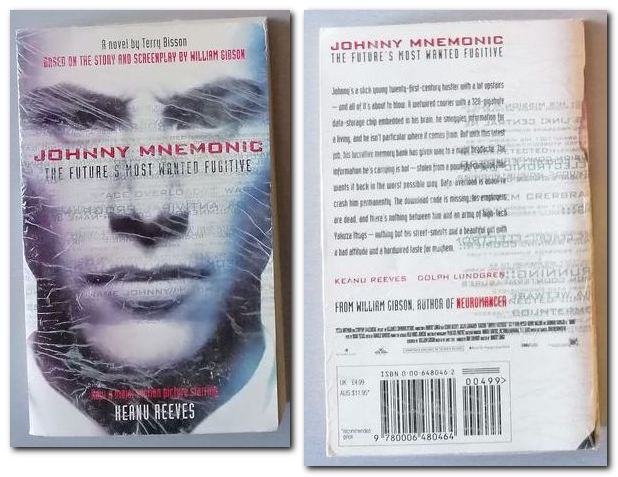 A novel by Terry Bisson
BASED ON THE STORY AND SCREENPLAY BY WILLIAM GIBSON
JOHNNY MNEMONIC
THE FUTURE'S MOST WANTED FUGITIVE
NAME JOHNNY
Now a major motion picture starring
KEANU REEVES
JOHNNY MNEMONIC
THE FUTURE'S MOST WANTED FUGITIVE
Johnny's a slick young twenty-first-century hustler with a lot upstairs
– and all of it's about to blow. A wetwired courier with a 320-gigabyte
data-storage chip embedded in his brain, he smuggles information for
a living, and he isn't particular where it comes from. But with this latest
job, his lucrative memory bank has given way to a major headache. The
information he's carrying is hot – stolen from a powerful
wants it back in the worst possible way. Data-overload is about to
crash him permanently. The download code is missing, his employers
are dead, and there's nothing between him and an army of high-tech
Yakuza thugs – nothing but his street-smarts and a beautiful girl with
a bad attitude and a hardwired taste for mayhem.
KEANU REEVES DOLPH LUNDGREN
FROM WILLIAM GIBSON, AUTHOR OF NEUROMANCER
ISBN 0 00 648046 2
UK £4.99
AUS $11.95*
00499>
*recommended
price
9 780006 480464